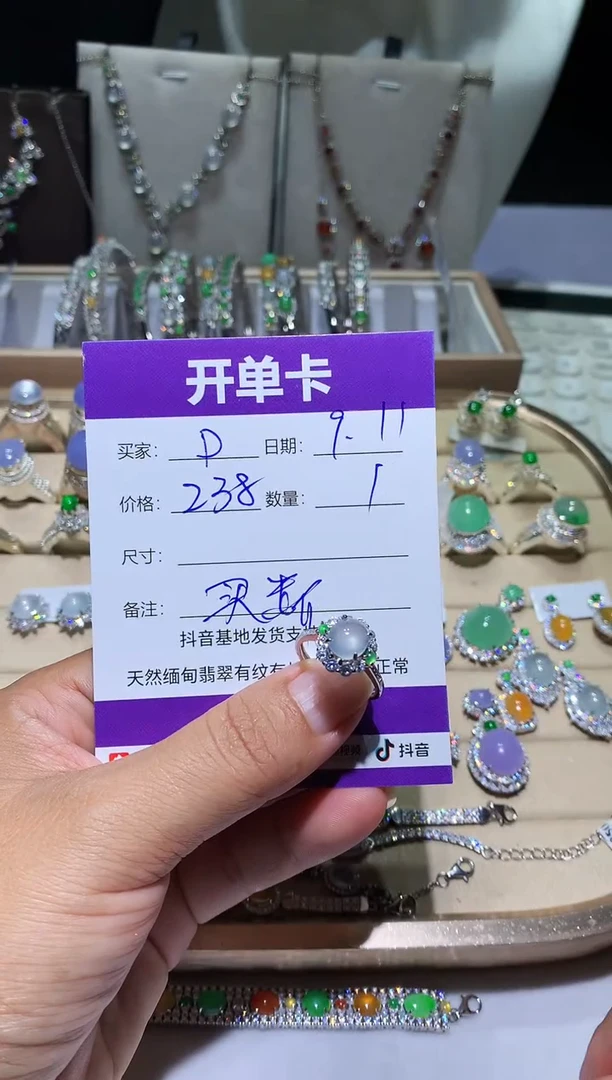 开单卡
买家: D 日期: 9.11
价格: 238 数量: 1
尺寸:
备注: 买断
抖音基地发货支
天然缅甸翡翠有纹有 正常
抖音